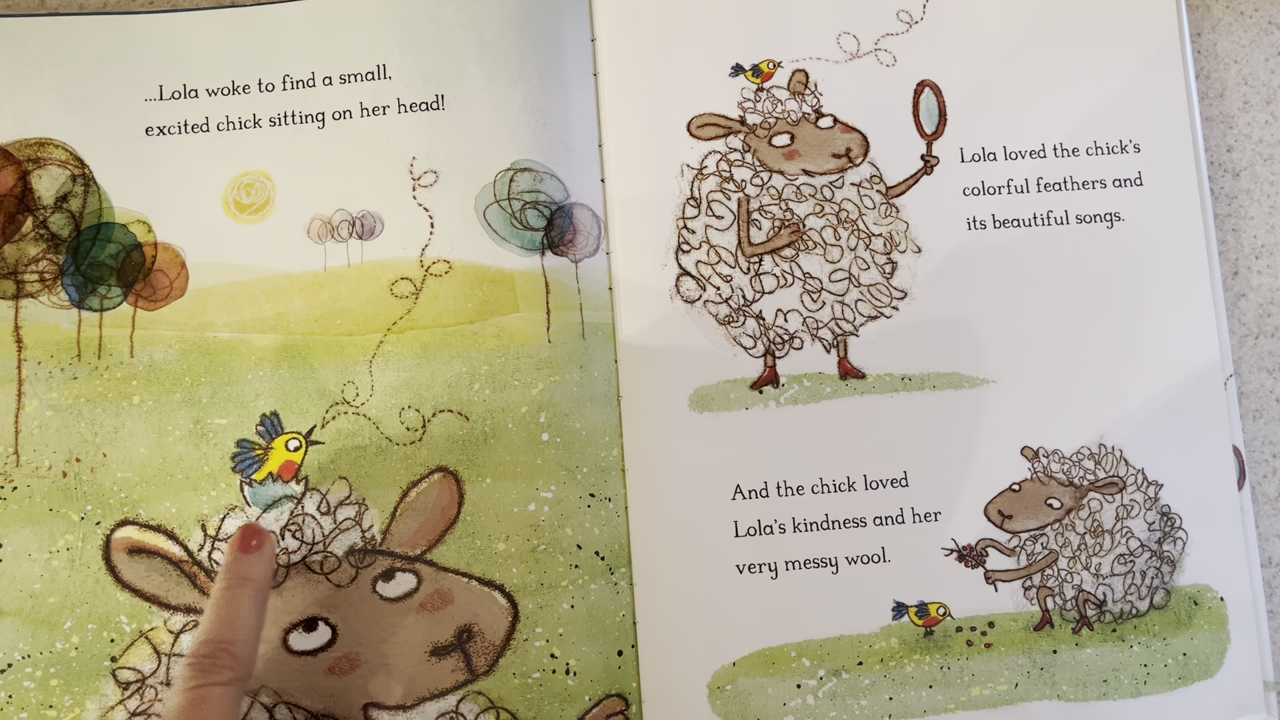 ...Lola woke to find a small,
excited chick sitting on her head!
Lola loved the chick's
colorful feathers and
its beautiful songs.
And the chick loved
Lola's kindness and her
very messy wool.